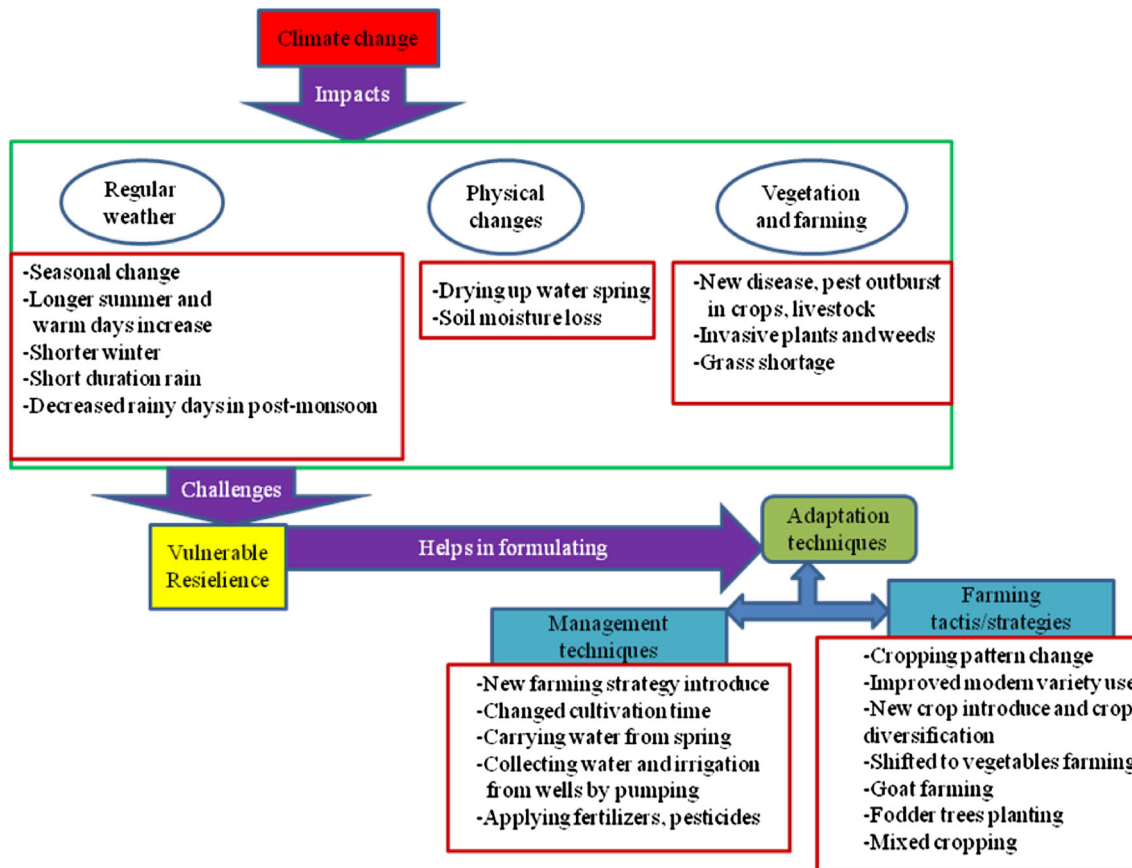 Climate change
Impacts
Regular
weather
-Seasonal change
-Longer summer and
warm days increase
-Shorter winter
-Short duration rain
-Decreased rainy days in post-monsoon
Physical
changes
-Drying up water spring
-Soil moisture loss
Vegetation
and farming
-New disease, pest outburst
in crops, livestock
-Invasive plants and weeds
-Grass shortage
Challenges
Vulnerable
Resielience
Helps in formulating
Adaptation
techniques
Management
techniques
-New farming strategy introduce
-Changed cultivation time
-Carrying water from spring
-Collecting water and irrigation
from wells by pumping
-Applying fertilizers, pesticides
Farming
tactis/strategies
-Cropping pattern change
-Improved modern variety use
-New crop introduce and crop
diversification
-Shifted to vegetables farming
-Goat farming
-Fodder trees planting
-Mixed cropping